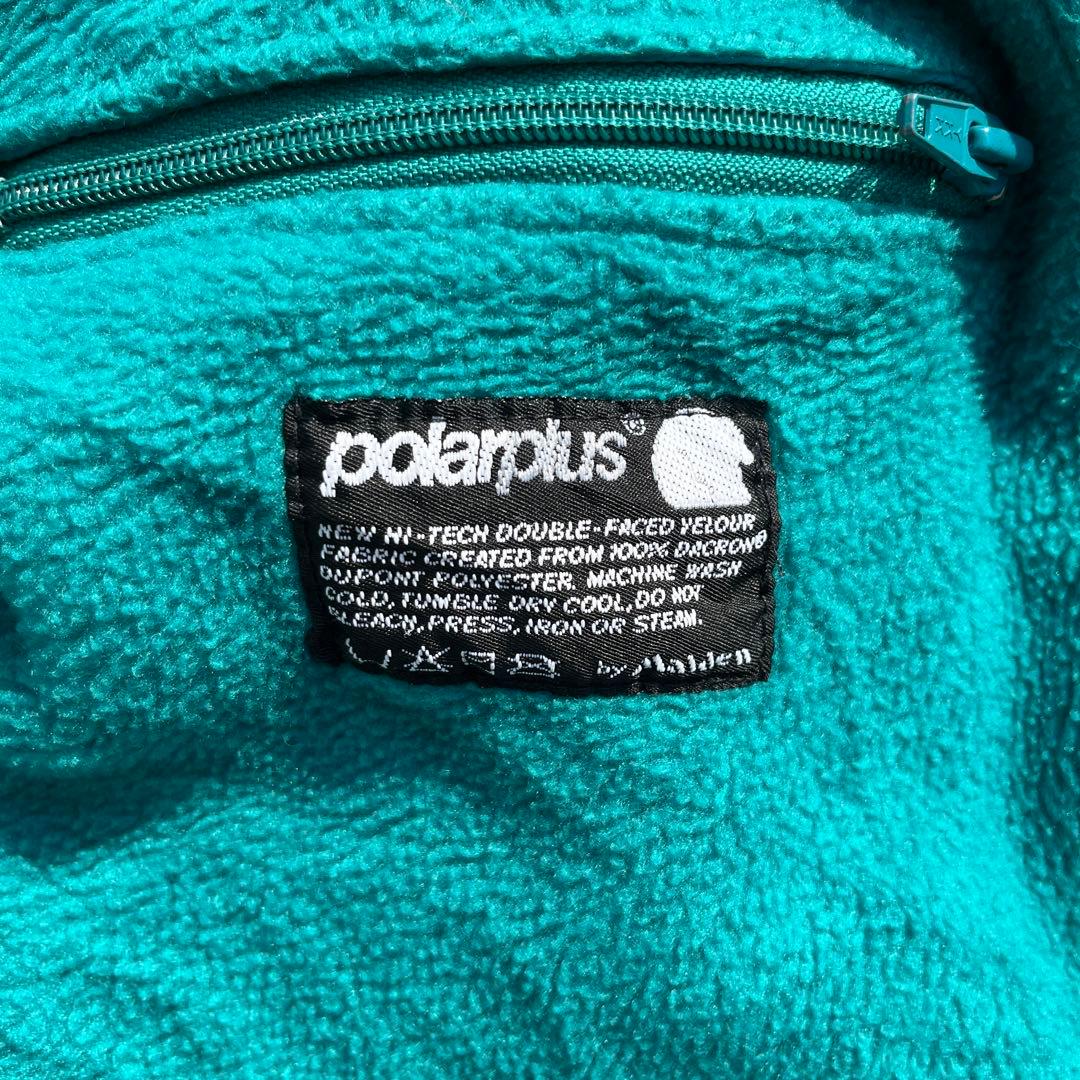 polarplus®
NEW HI-TECH DOUBLE-FACED VELOUR
FABRIC CREATED FROM 100% DACRON®
DUPONT POLYESTER. MACHINE WASH
COLD, TUMBLE DRY COOL, DO NOT
BLEACH, PRESS, IRON OR STEAM.
by Malden